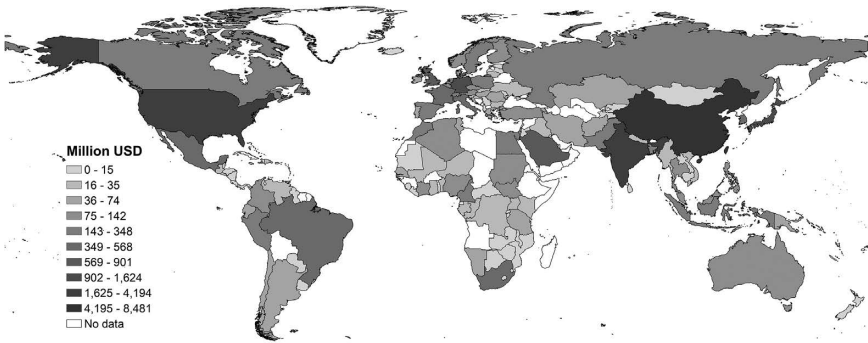 Million USD
0 - 15
16 - 35
36 - 74
75 - 142
143 - 348
349 - 568
569 - 901
902 - 1,624
1,625 - 4,194
4,195 - 8,481
No data